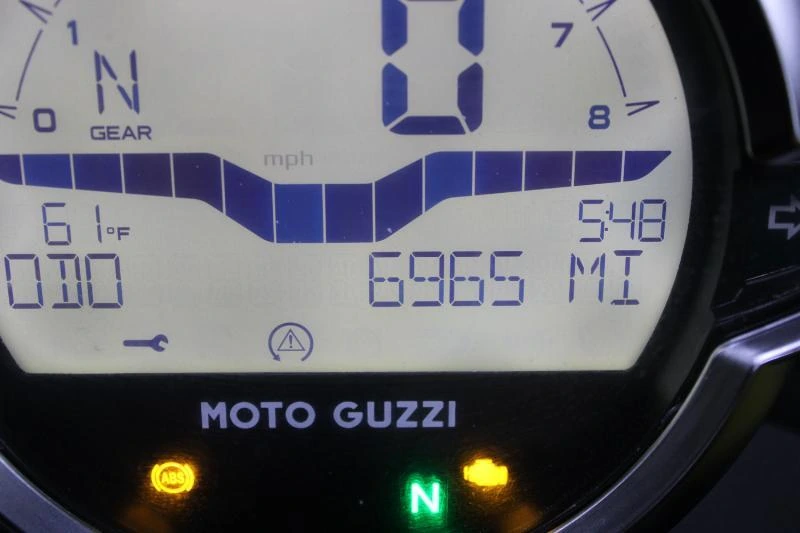 1
7
N
0
0
8
GEAR
mph
61°F
5:48
ODO 6965 MI
MOTO GUZZI
ABS
N